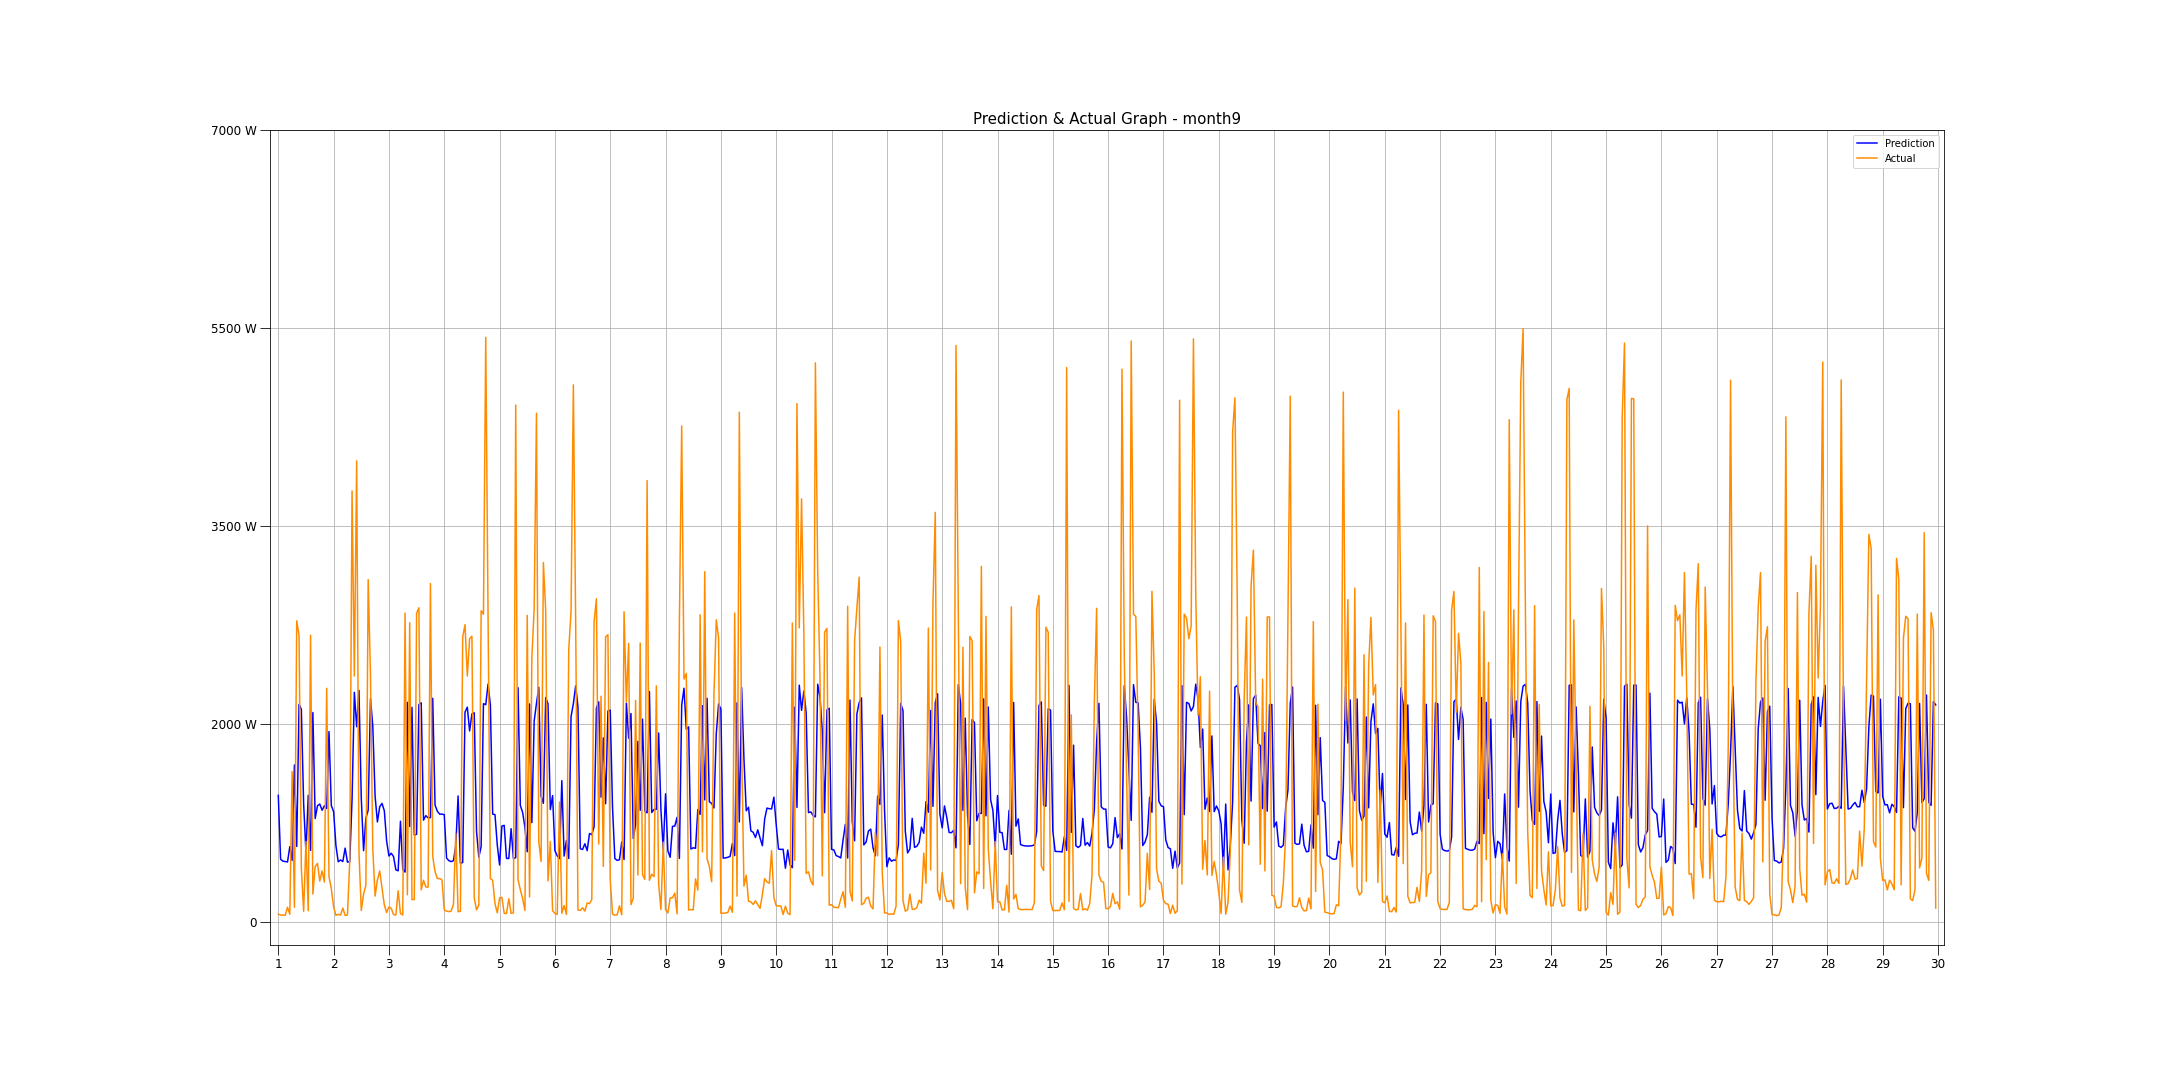 Prediction & Actual Graph - month9
7000 W
Prediction
Actual
5500 W
3500 W
2000 W
0
1 2 3 4 5 6 7 8 9 10 11 12 13 14 15 16 17 18 19 20 21 22 23 24 25 26 27 27 28 29 30